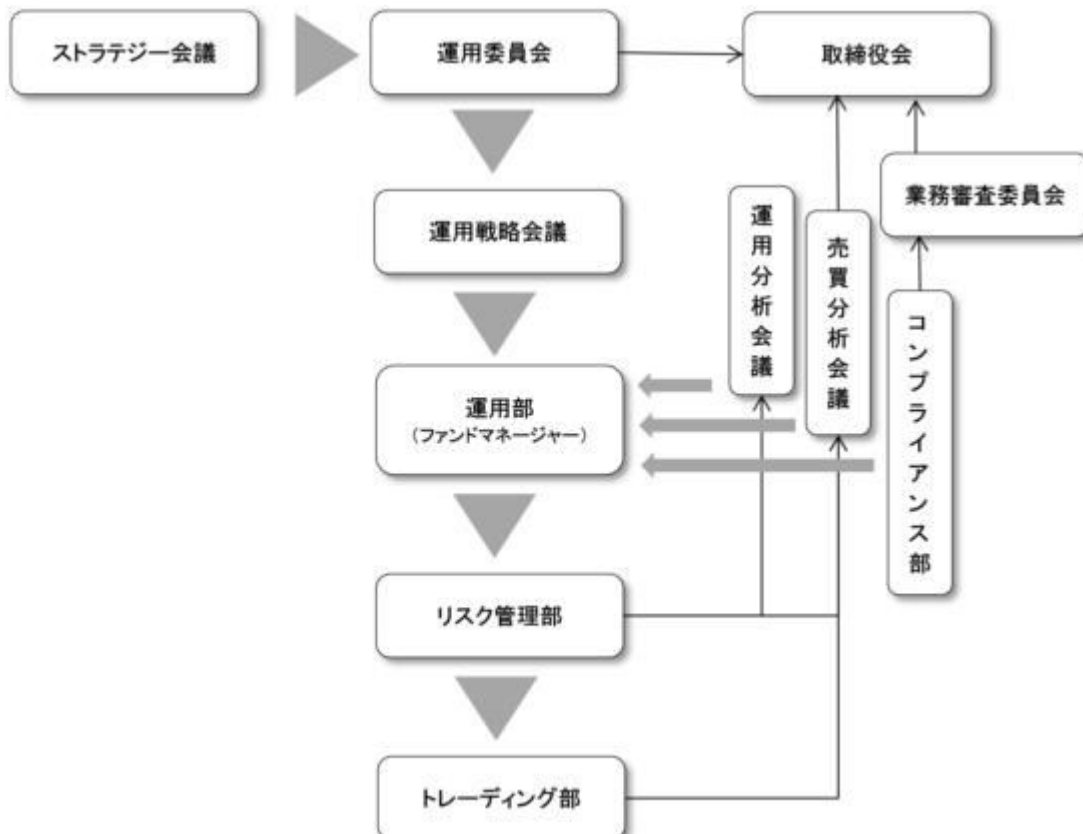 ストラテジー会議
運用委員会
取締役会
業務審査委員会
運用戦略会議
運用分析会議
売買分析会議
コンプライアンス部
運用部
（ファンドマネージャー）
リスク管理部
トレーディング部